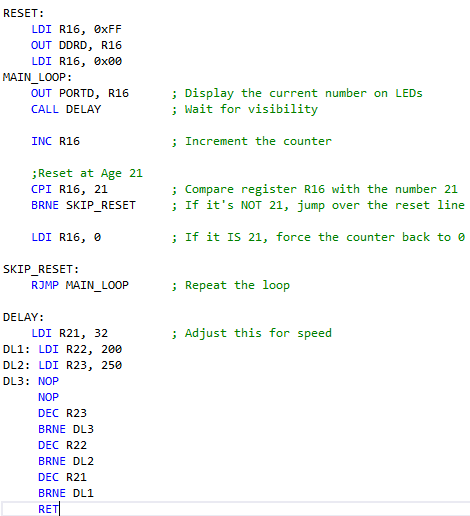 RESET:
    LDI R16, 0xFF
    OUT DDRD, R16
    LDI R16, 0x00
MAIN_LOOP:
    OUT PORTD, R16      ; Display the current number on LEDs
    CALL DELAY          ; Wait for visibility

    INC R16             ; Increment the counter

    ;Reset at Age 21
    CPI R16, 21         ; Compare register R16 with the number 21
    BRNE SKIP_RESET     ; If it's NOT 21, jump over the reset line

    LDI R16, 0          ; If it IS 21, force the counter back to 0

SKIP_RESET:
    RJMP MAIN_LOOP      ; Repeat the loop

DELAY:
    LDI R21, 32         ; Adjust this for speed
DL1: LDI R22, 200
DL2: LDI R23, 250
DL3: NOP
     NOP
     DEC R23
     BRNE DL3
     DEC R22
     BRNE DL2
     DEC R21
     BRNE DL1
     RET